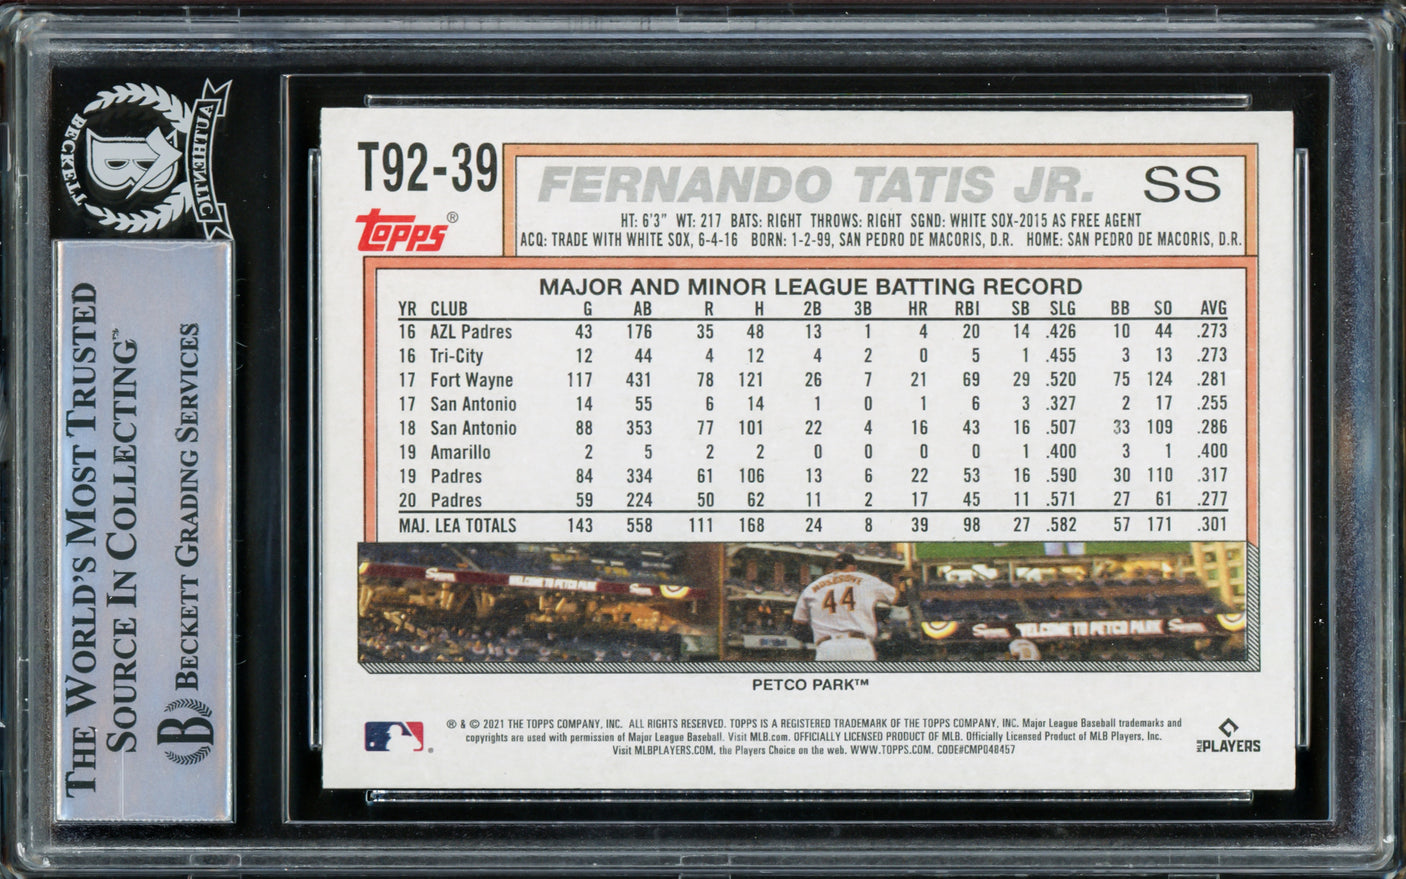 BECKETT
AUTHENTIC
B
THE WORLD'S MOST TRUSTED
SOURCE IN COLLECTING™
B BECKETT GRADING SERVICES
T92-39
Topps®
FERNANDO TATIS JR. SS
HT: 6'3" WT: 217 BATS: RIGHT THROWS: RIGHT SGND: WHITE SOX-2015 AS FREE AGENT
ACQ: TRADE WITH WHITE SOX, 6-4-16 BORN: 1-2-99, SAN PEDRO DE MACORIS, D.R. HOME: SAN PEDRO DE MACORIS, D.R.
MAJOR AND MINOR LEAGUE BATTING RECORD
YR CLUB G AB R H 2B 3B HR RBI SB SLG BB SO AVG
16 AZL Padres 43 176 35 48 13 1 4 20 14 .426 10 44 .273
16 Tri-City 12 44 4 12 4 2 0 5 1 .455 3 13 .273
17 Fort Wayne 117 431 78 121 26 7 21 69 29 .520 75 124 .281
17 San Antonio 14 55 6 14 1 0 1 6 3 .327 2 17 .255
18 San Antonio 88 353 77 101 22 4 16 43 16 .507 33 109 .286
19 Amarillo 2 5 2 2 0 0 0 0 1 .400 3 1 .400
19 Padres 84 334 61 106 13 6 22 53 16 .590 30 110 .317
20 Padres 59 224 50 62 11 2 17 45 11 .571 27 61 .277
MAJ. LEA TOTALS 143 558 111 168 24 8 39 98 27 .582 57 171 .301
WELCOME TO PETCO PARK
44
WELCOME TO PETCO PARK
PETCO PARK™
® & © 2021 THE TOPPS COMPANY, INC. ALL RIGHTS RESERVED. TOPPS IS A REGISTERED TRADEMARK OF THE TOPPS COMPANY, INC. Major League Baseball trademarks and
copyrights are used with permission of Major League Baseball. Visit MLB.com. OFFICIALLY LICENSED PRODUCT OF MLB. Officially Licensed Product of MLB Players, Inc.
Visit MLBPLAYERS.COM, the Players Choice on the web. WWW.TOPPS.COM. CODE#CMP048457
MLB PLAYERS